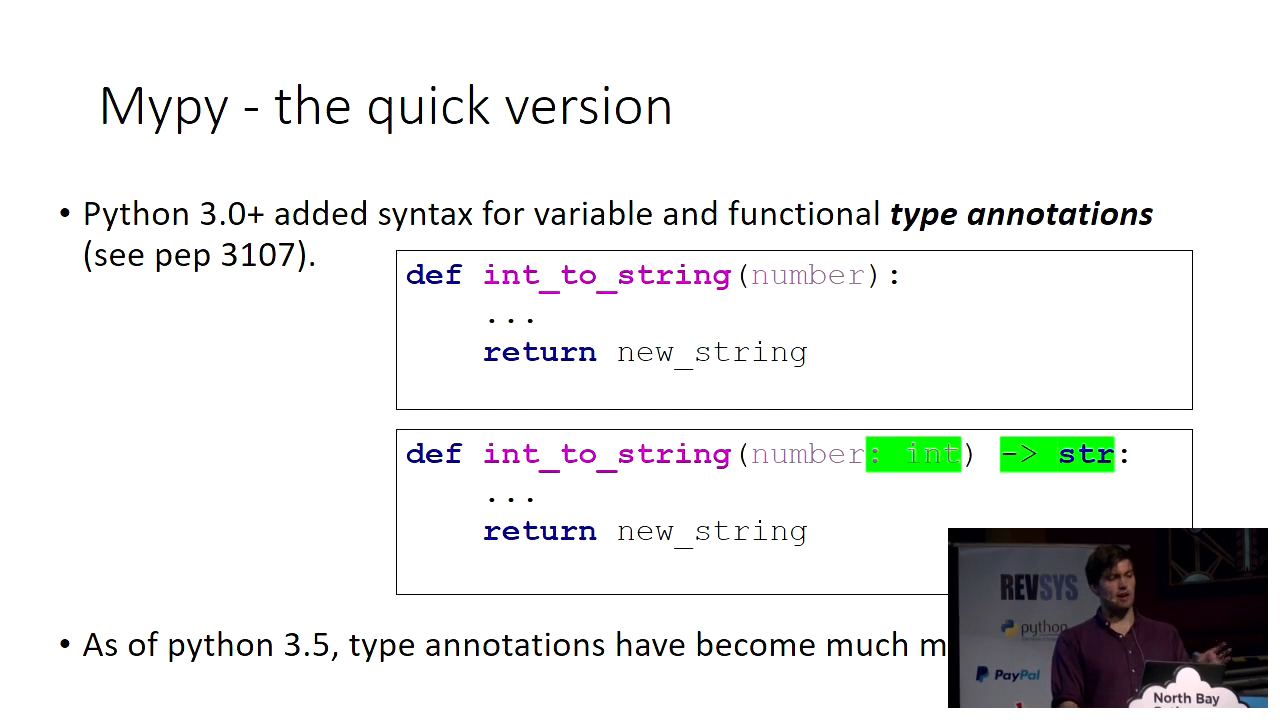 Mypy - the quick version
• Python 3.0+ added syntax for variable and functional type annotations
(see pep 3107).
def int_to_string(number):
...
return new_string
def int_to_string(number: int) -> str:
...
return new_string
• As of python 3.5, type annotations have become much m
REVSYS
python
PayPal
North Bay